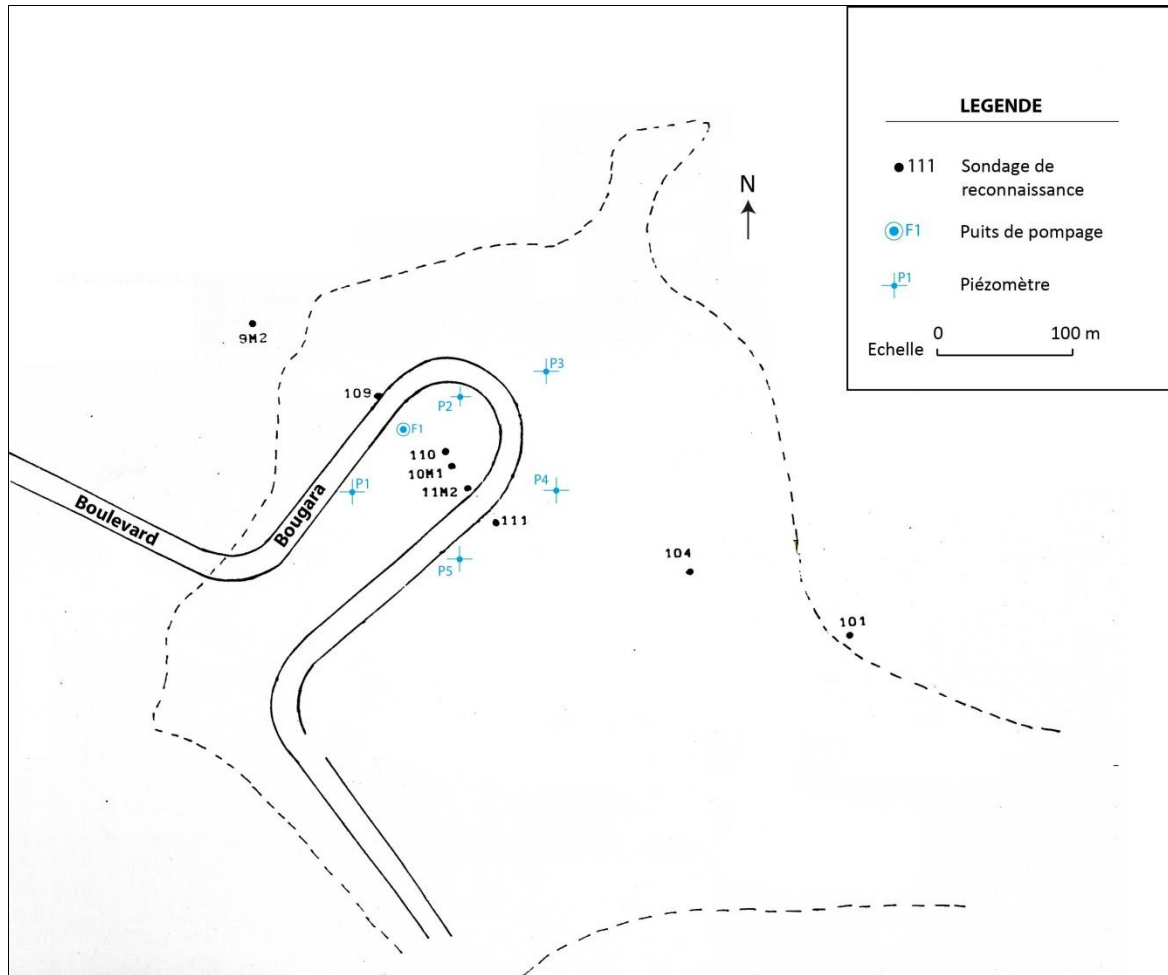 LEGENDE
111 Sondage de
reconnaissance
F1 Puits de pompage
P1 Piézomètre
0 100 m
Echelle
N
9M2
P3
109
P2
F1
110
10M1
P1
11M2
P4
111
Boulevard
Bougara
P5
104
101